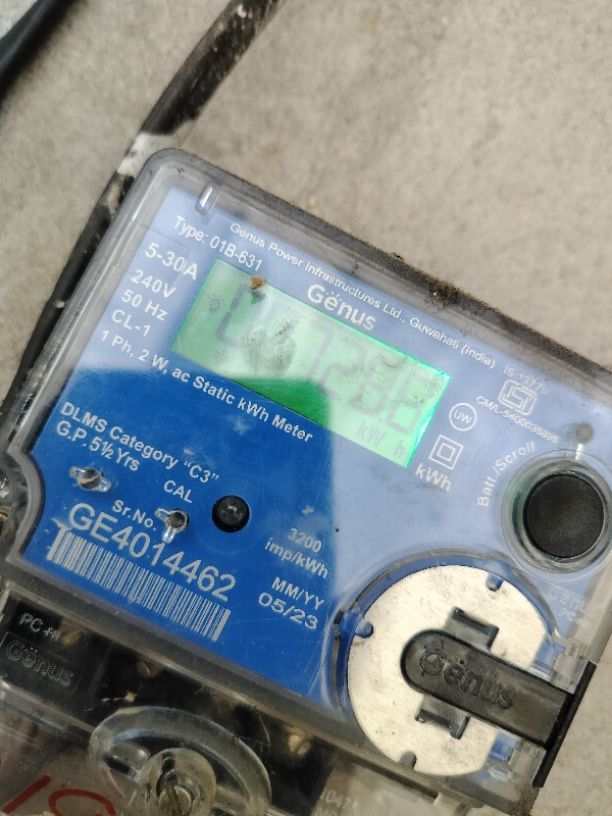 Genus Power Infrastructures Ltd., Guwahati (India)
Type: 01B-631
Genus
5-30A
240V
50 Hz
CL-1
1 Ph, 2 W, ac Static kWh Meter
kW h
kWh
UW
Batt./Scroll
DLMS Category "C3"
G.P.5½Yrs
CAL
Sr.No.
GE4014462
3200
imp/kWh
MM/YY
05/23
Genus
Genus